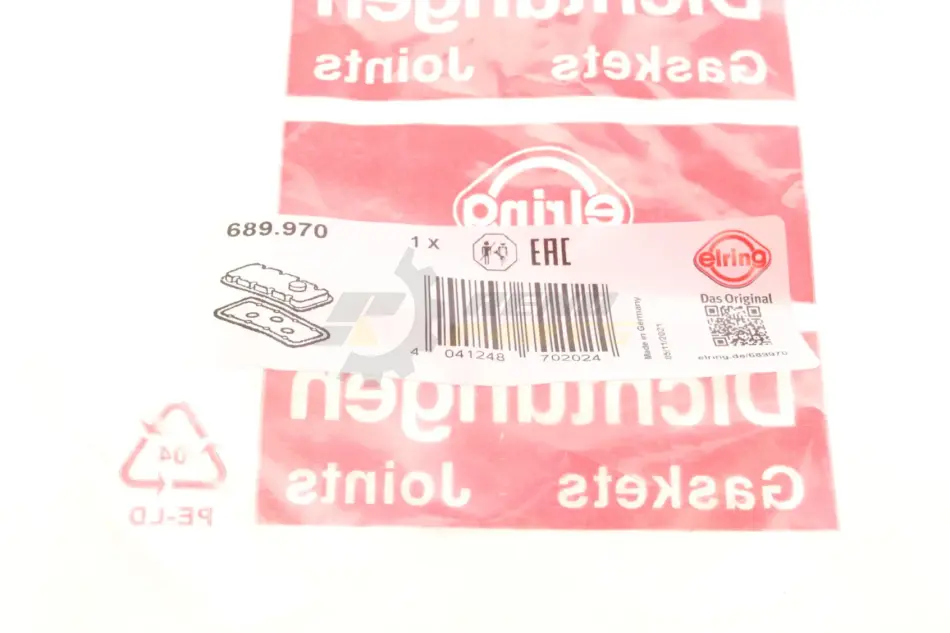 Dichtungen
Gaskets Joints
elring
689.970
1 x
EAC
elring
Das Original
Made in Germany
05/11/2021
4 041248 702024
elring.de/689970
Dichtungen
Gaskets Joints
04
PE-LD